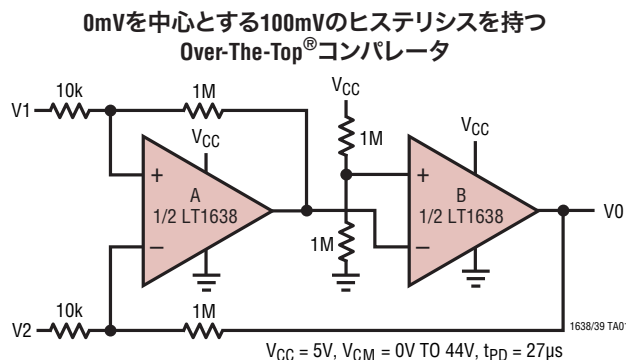 0mVを中心とする100mVのヒステリシスを持つ
Over-The-Top®コンパレータ
10k
1M
VCC
V1
VCC
1M
VCC
+
A
1/2 LT1638
−
+
B
1/2 LT1638
−
V0
1M
10k
1M
V2
1638/39 TA01
VCC = 5V, VCM = 0V TO 44V, tPD = 27µs